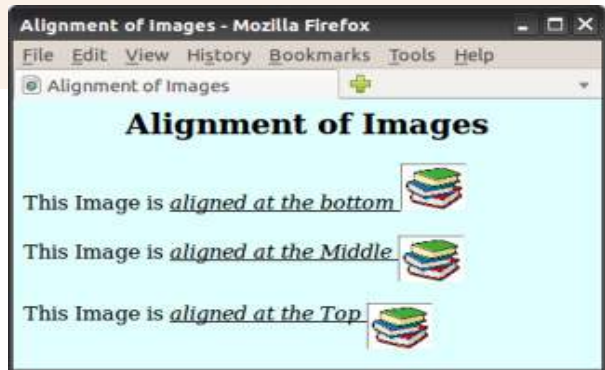 Alignment of Images - Mozilla Firefox
File Edit View History Bookmarks Tools Help
Alignment of Images
Alignment of Images
This Image is aligned at the bottom
This Image is aligned at the Middle
This Image is aligned at the Top